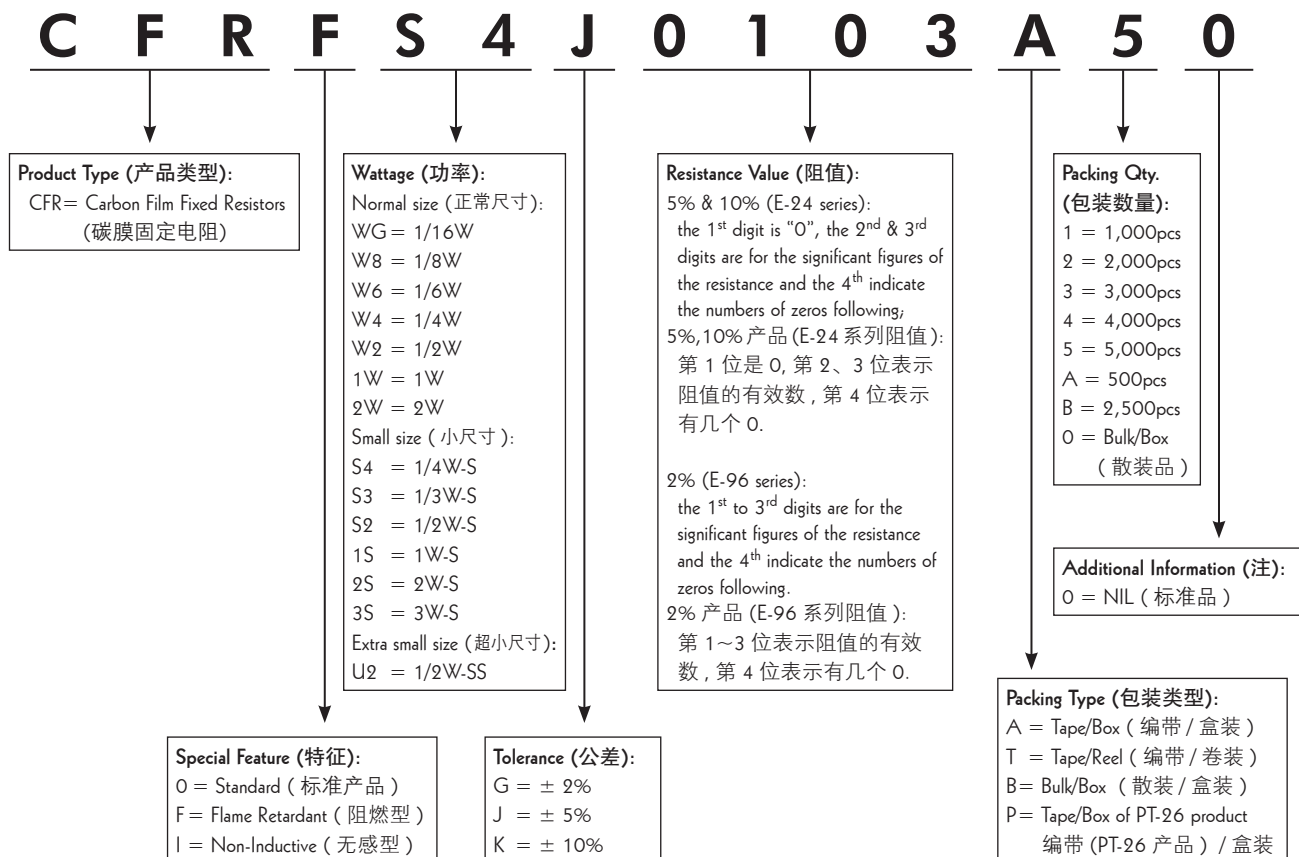 C F R F S 4 J 0 1 0 3 A 5 0
Product Type (产品类型):
CFR= Carbon Film Fixed Resistors
(碳膜固定电阻)
Wattage (功率):
Normal size (正常尺寸):
WG = 1/16W
W8 = 1/8W
W6 = 1/6W
W4 = 1/4W
W2 = 1/2W
1W = 1W
2W = 2W
Small size ( 小尺寸 ):
S4 = 1/4W-S
S3 = 1/3W-S
S2 = 1/2W-S
1S = 1W-S
2S = 2W-S
3S = 3W-S
Extra small size (超小尺寸):
U2 = 1/2W-SS
Resistance Value (阻值):
5% & 10% (E-24 series):
the 1st digit is “0”, the 2nd & 3rd
digits are for the significant figures of
the resistance and the 4th indicate
the numbers of zeros following;
5%,10% 产品 (E-24 系列阻值 ):
第 1 位是 0, 第 2、3 位表示
阻值的有效数 , 第 4 位表示
有几个 0.
2% (E-96 series):
the 1st to 3rd digits are for the
significant figures of the resistance
and the 4th indicate the numbers of
zeros following.
2% 产品 (E-96 系列阻值 ):
第 1～3 位表示阻值的有效
数 , 第 4 位表示有几个 0.
Packing Qty.
(包装数量):
1 = 1,000pcs
2 = 2,000pcs
3 = 3,000pcs
4 = 4,000pcs
5 = 5,000pcs
A = 500pcs
B = 2,500pcs
0 = Bulk/Box
( 散装品 )
Additional Information (注):
0 = NIL ( 标准品 )
Special Feature (特征):
0 = Standard ( 标准产品 )
F = Flame Retardant ( 阻燃型 )
I = Non-Inductive ( 无感型 )
Tolerance (公差):
G = ± 2%
J = ± 5%
K = ± 10%
Packing Type (包装类型):
A = Tape/Box ( 编带 / 盒装 )
T = Tape/Reel ( 编带 / 卷装 )
B= Bulk/Box ( 散装 / 盒装 )
P= Tape/Box of PT-26 product
编带 (PT-26 产品 ) / 盒装